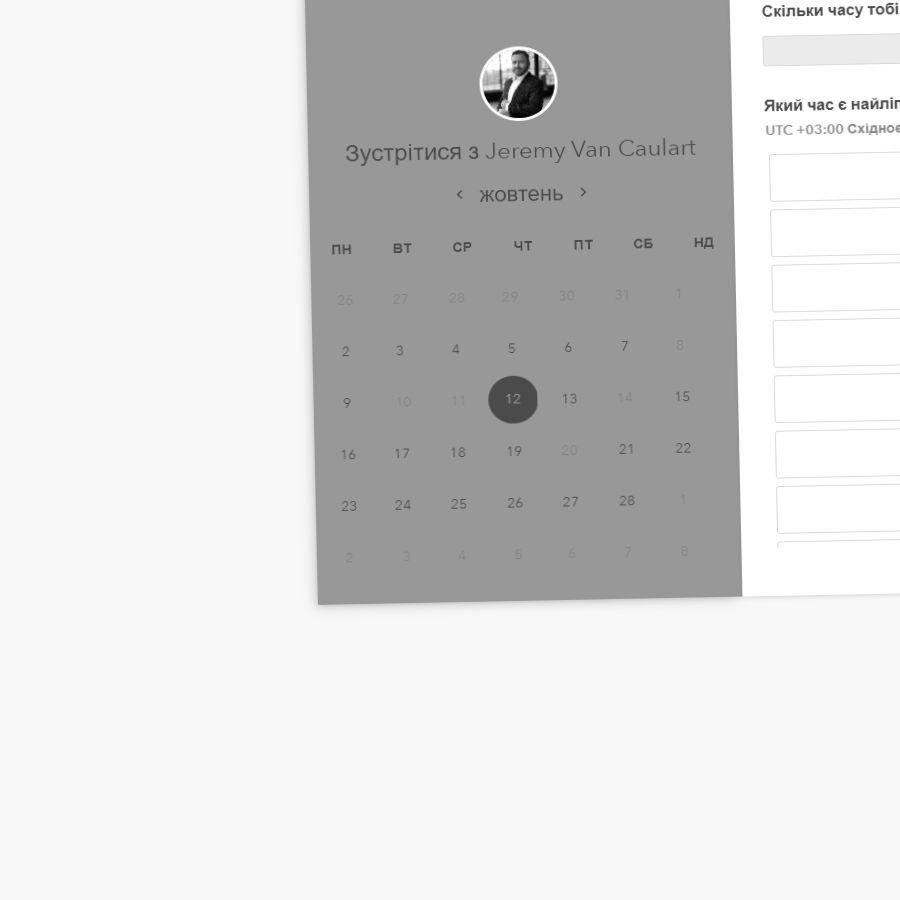 Зустрітися з Jeremy Van Caulart
‹ жовтень ›
ПН ВТ СР ЧТ ПТ СБ НД
26 27 28 29 30 31 1
2 3 4 5 6 7 8
9 10 11 12 13 14 15
16 17 18 19 20 21 22
23 24 25 26 27 28 1
2 3 4 5 6 7 8
Скільки часу тобі
Який час є
UTC +03:00